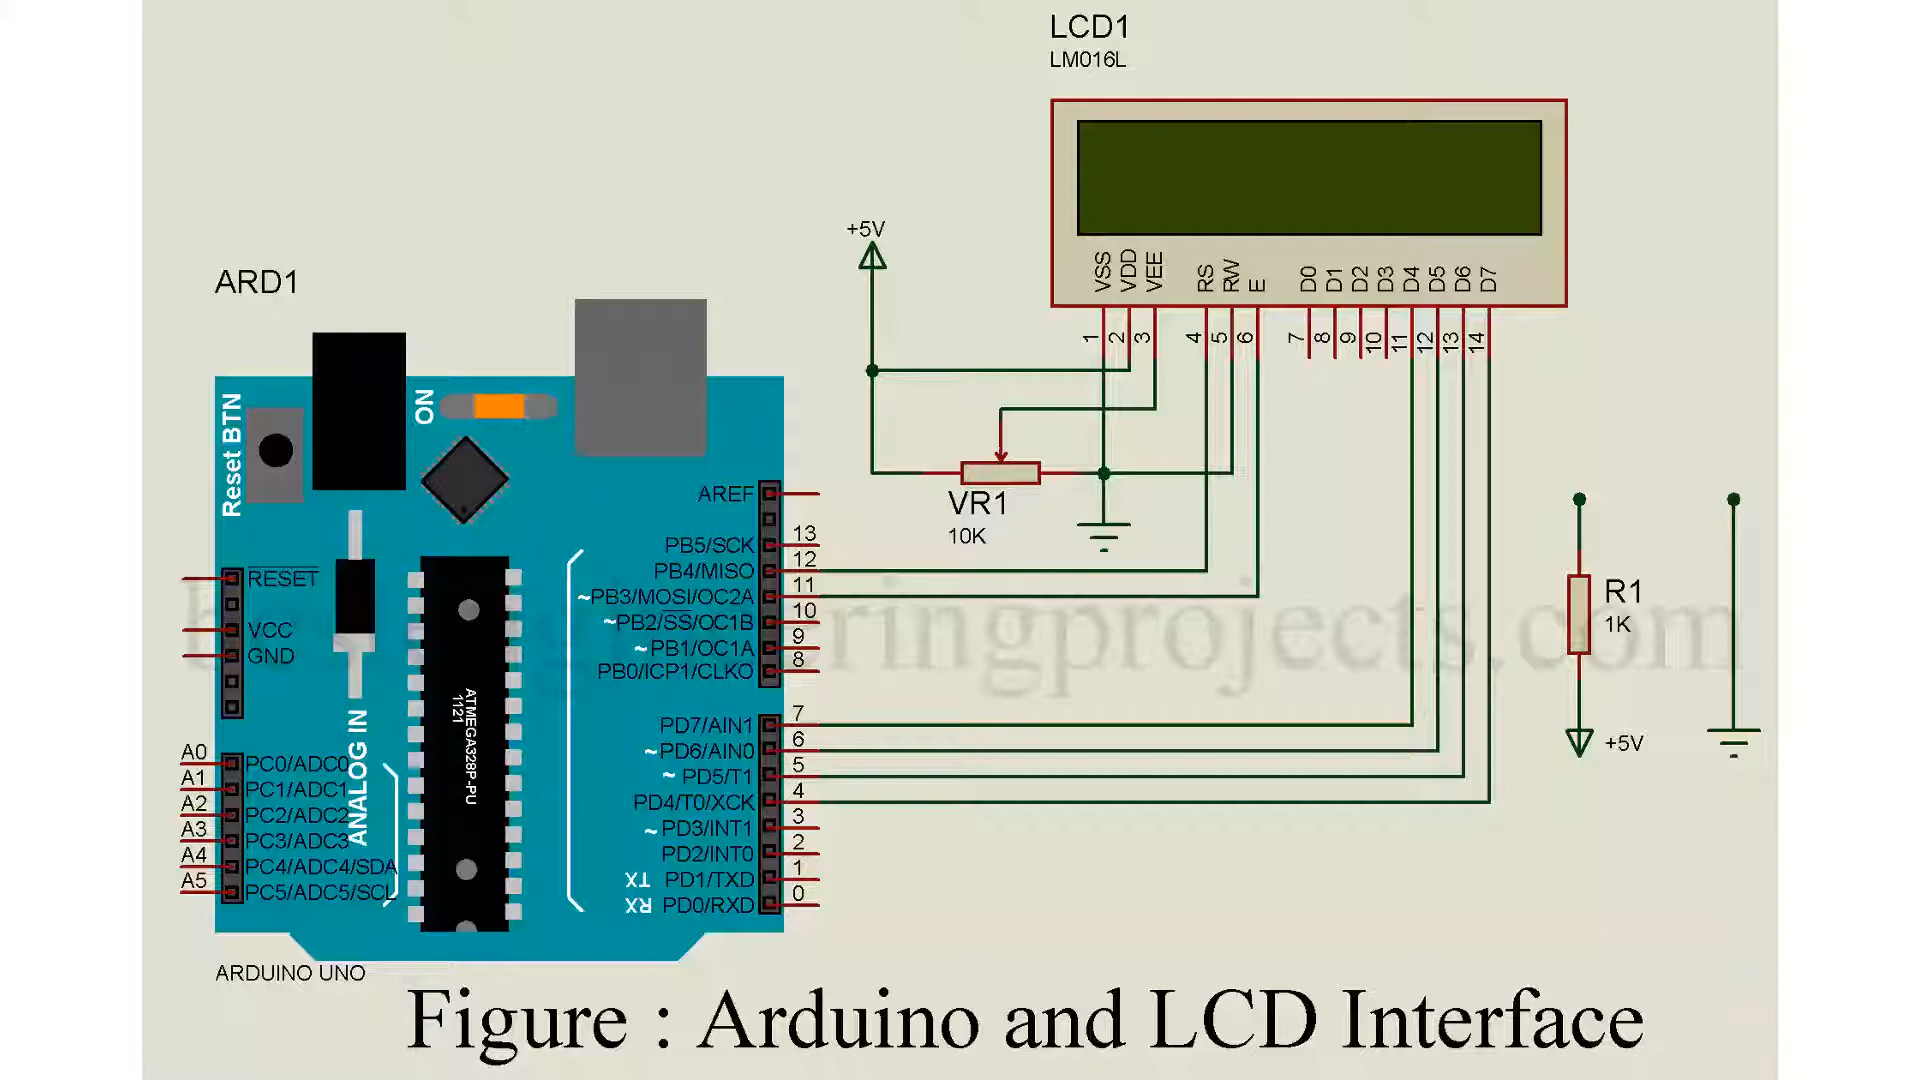 LCD1
LM016L
VSS
VDD
VEE
RS
RW
E
D0
D1
D2
D3
D4
D5
D6
D7
1
2
3
4
5
6
7
8
9
10
11
12
13
14
+5V
VR1
10K
R1
1K
+5V
ARD1
Reset BTN
ON
RESET
VCC
GND
ANALOG IN
A0 PC0/ADC0
A1 PC1/ADC1
A2 PC2/ADC2
A3 PC3/ADC3
A4 PC4/ADC4/SDA
A5 PC5/ADC5/SCL
ATMEGA328P-PU
1121
AREF
PB5/SCK 13
PB4/MISO 12
~PB3/MOSI/OC2A 11
~PB2/SS/OC1B 10
~PB1/OC1A 9
PB0/ICP1/CLKO 8
PD7/AIN1 7
~PD6/AIN0 6
~PD5/T1 5
PD4/T0/XCK 4
~PD3/INT1 3
PD2/INT0 2
TX PD1/TXD 1
RX PD0/RXD 0
ARDUINO UNO
Figure : Arduino and LCD Interface